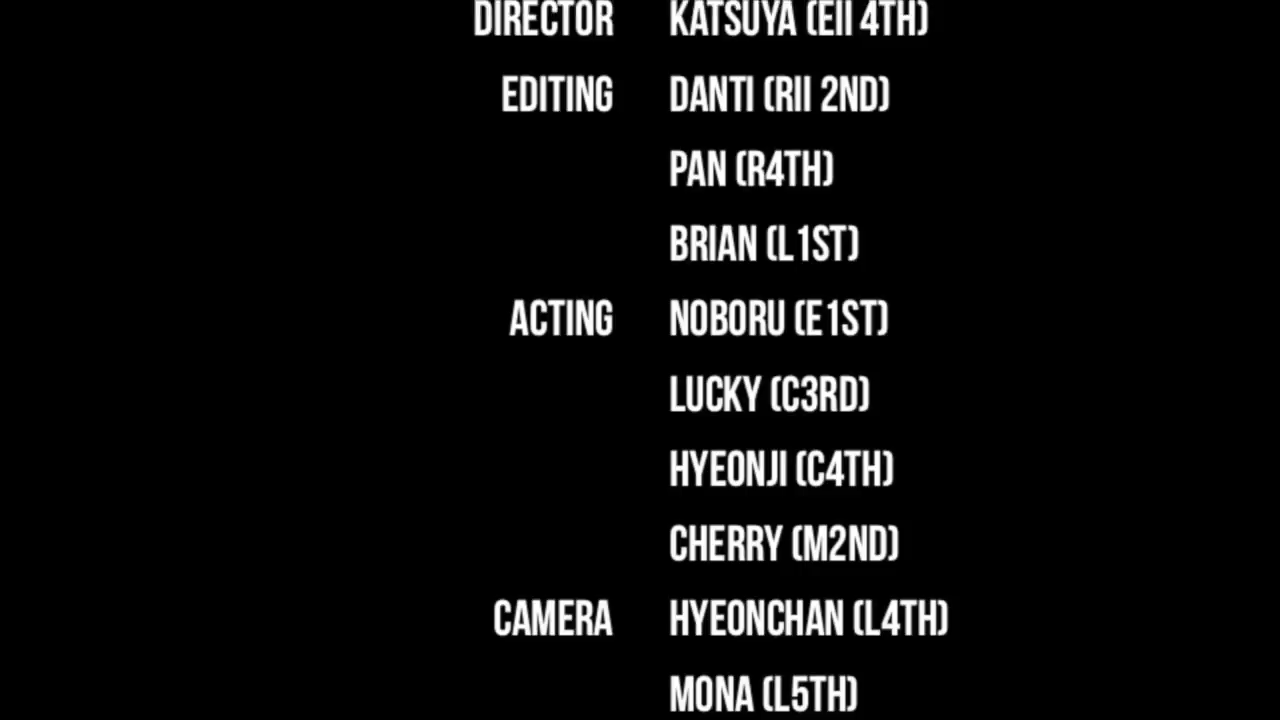 DIRECTOR KATSUYA (EII 4TH)
EDITING DANTI (RII 2ND)
PAN (R4TH)
BRIAN (L1ST)
ACTING NOBORU (E1ST)
LUCKY (C3RD)
HYEONJI (C4TH)
CHERRY (M2ND)
CAMERA HYEONCHAN (L4TH)
MONA (L5TH)